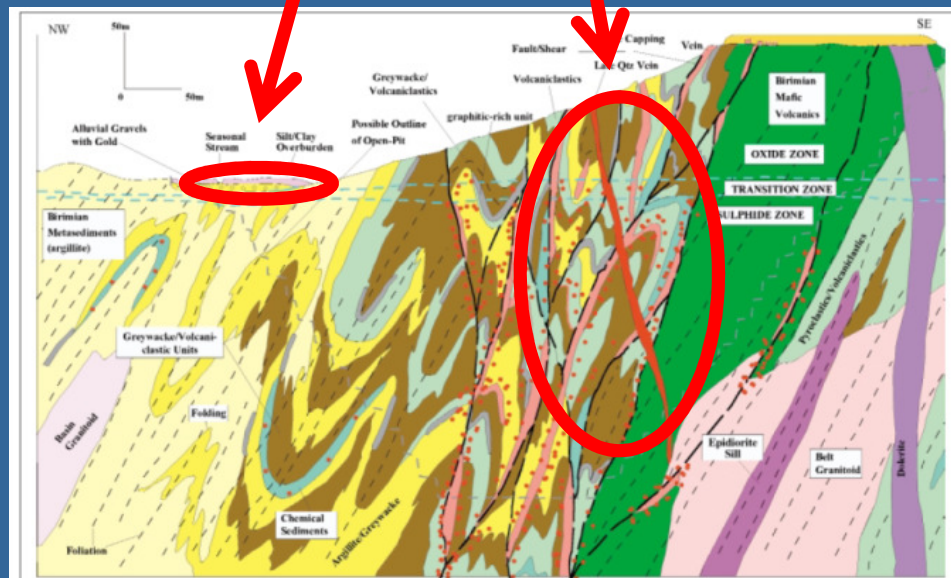 NW
50m
0
50m
SE
Capping
Fault/Shear
Vein
Late Qtz Vein
Volcaniclastics
Greywacke/
Volcaniclastics
graphitic-rich unit
Birimian
Mafic
Volcanics
Alluvial Gravels
with Gold
Seasonal
Stream
Silt/Clay
Overburden
Possible Outline
of Open-Pit
OXIDE ZONE
TRANSITION ZONE
SULPHIDE ZONE
Birimian
Metasediments
(argillite)
Pyroclastics/Volcaniclastics
Greywacke/Volcani-
clastic Units
Basin
Granitoid
Folding
Epidiorite
Sill
Belt
Granitoid
Dolerite
Chemical
Sediments
Argillite/Greywacke
Foliation